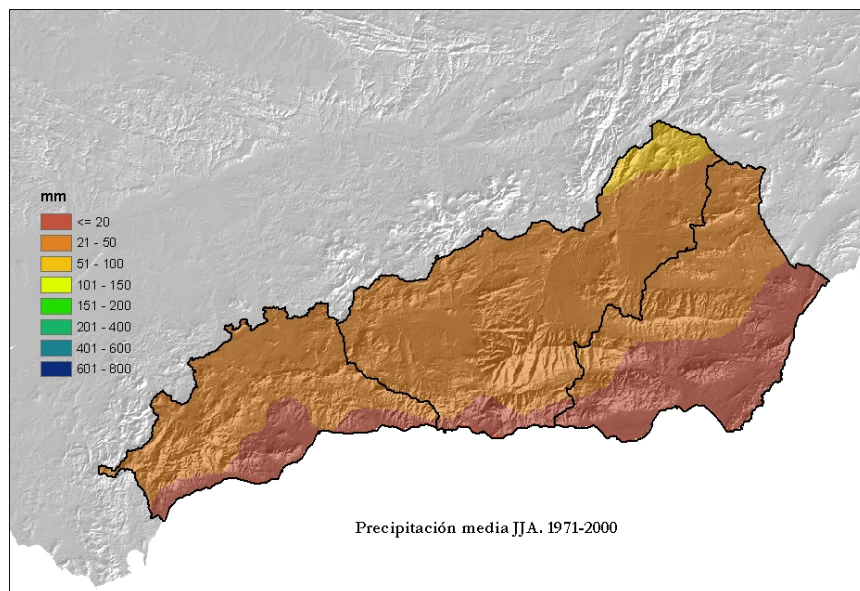 mm
<= 20
21 - 50
51 - 100
101 - 150
151 - 200
201 - 400
401 - 600
601 - 800
Precipitación media JJA. 1971-2000